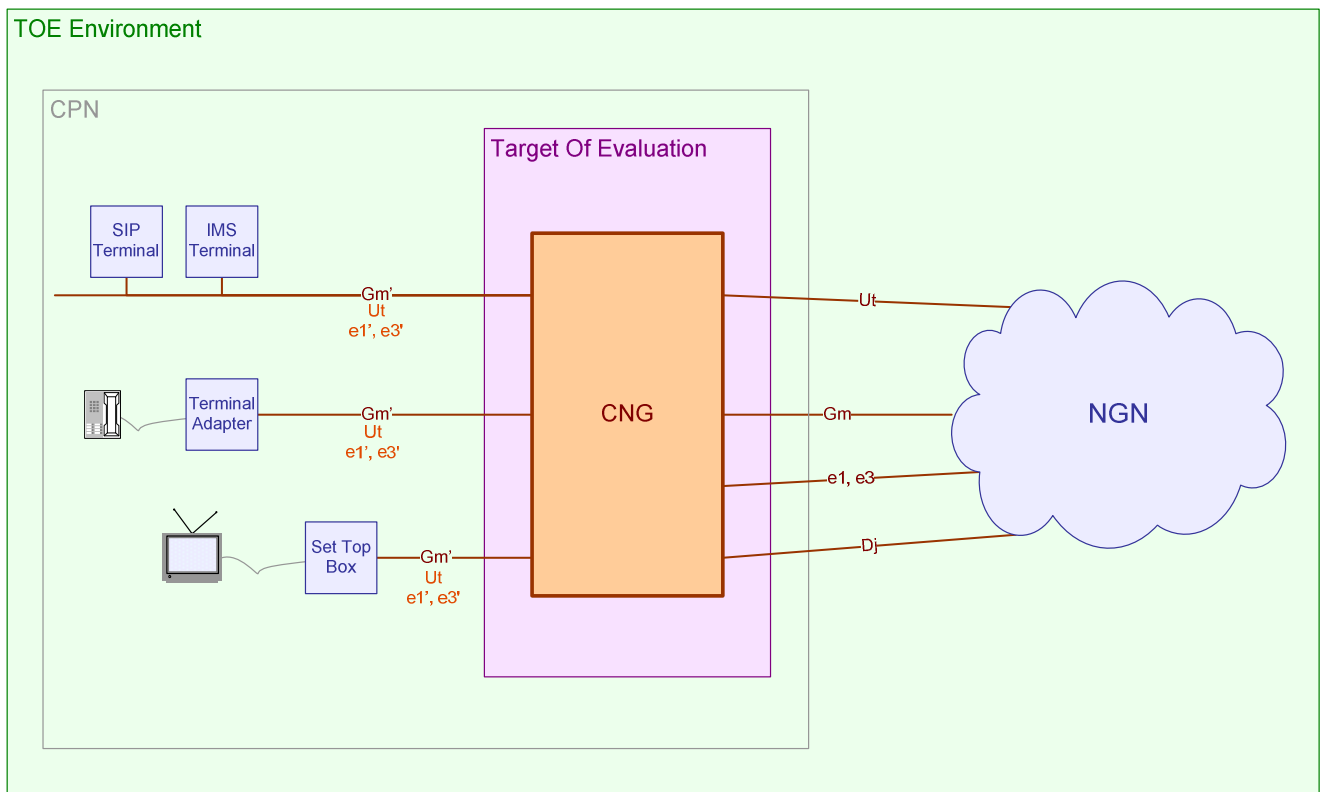 TOE Environment
CPN
Target Of Evaluation
SIP
Terminal
IMS
Terminal
Gm’
Ut
e1’, e3'
Ut
Terminal
Adapter
Gm’
Ut
e1’, e3'
CNG
Gm
NGN
e1, e3
Set Top
Box
Gm’
Ut
e1’, e3'
Dj